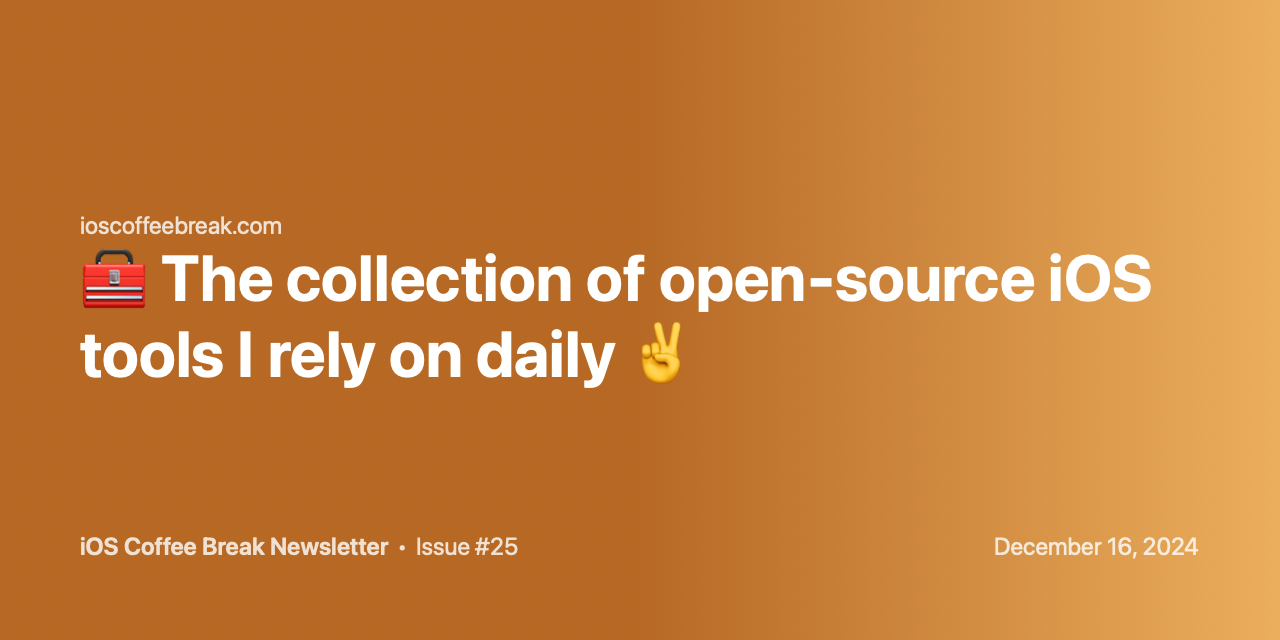 ioscoffeebreak.com
🧰 The collection of open-source iOS
tools I rely on daily ✌️
iOS Coffee Break Newsletter • Issue #25
December 16, 2024